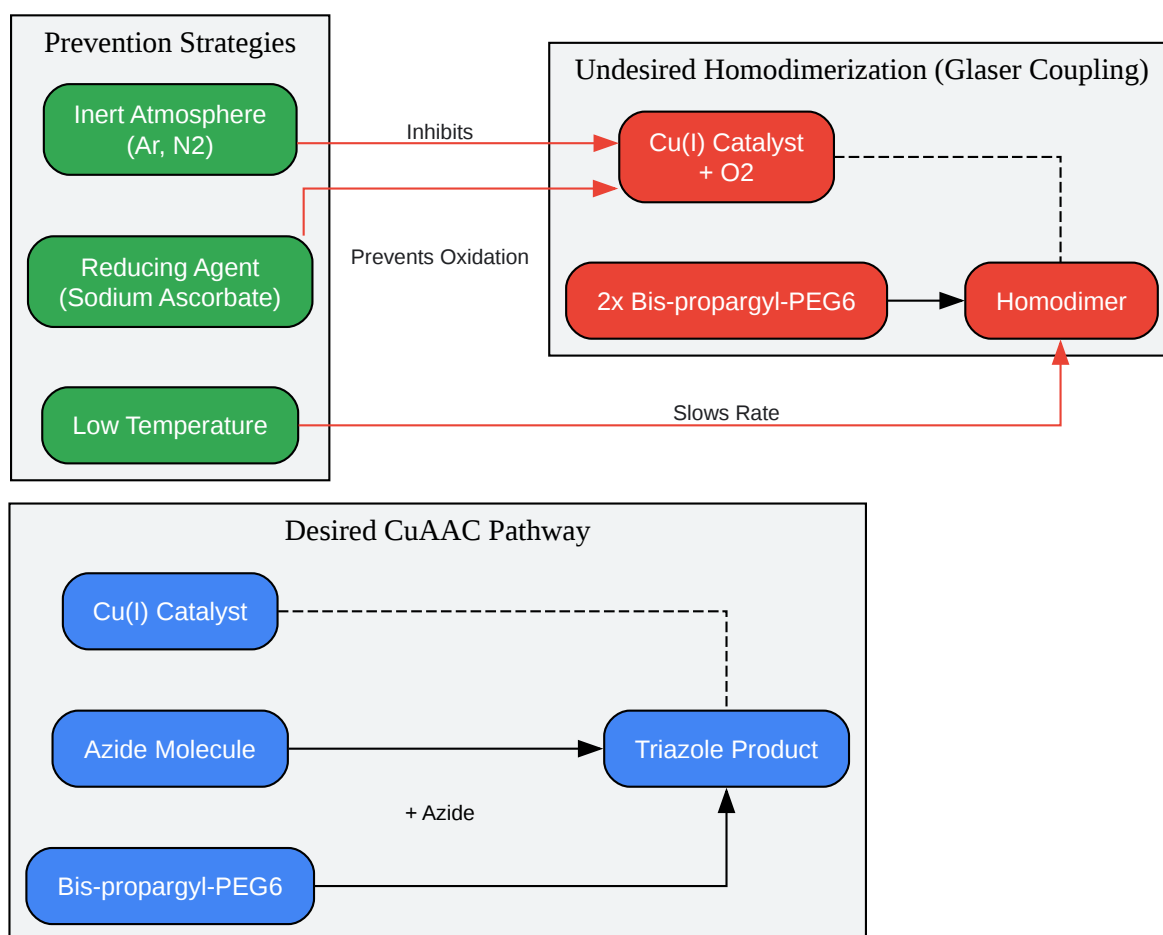 Prevention Strategies
Inert Atmosphere
(Ar, N2)
Reducing Agent
(Sodium Ascorbate)
Low Temperature
Inhibits
Prevents Oxidation
Slows Rate
Undesired Homodimerization (Glaser Coupling)
Cu(I) Catalyst
+ O2
2x Bis-propargyl-PEG6
Homodimer
Desired CuAAC Pathway
Cu(I) Catalyst
Azide Molecule
Triazole Product
+ Azide
Bis-propargyl-PEG6